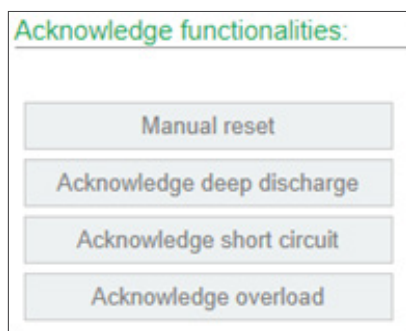 Acknowledge functionalities:
Manual reset
Acknowledge deep discharge
Acknowledge short circuit
Acknowledge overload